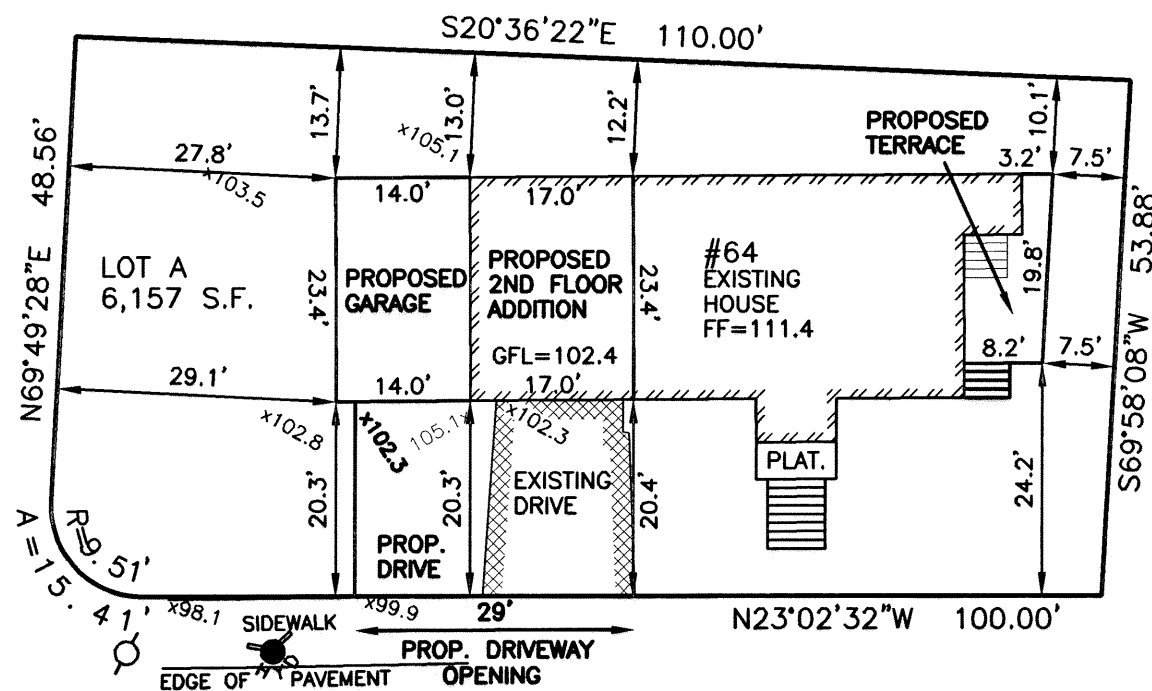 S20°36'22"E 110.00'
13.7'
13.0'
12.2'
10.1'
x105.1
PROPOSED
TERRACE
27.8'
x103.5
3.2'
7.5'
N69°49'28"E 48.56'
S69°58'08"W 53.88'
14.0'
17.0'
LOT A
6,157 S.F.
23.4'
PROPOSED
GARAGE
PROPOSED
2ND FLOOR
ADDITION
GFL=102.4
23.4'
#64
EXISTING
HOUSE
FF=111.4
19.8'
8.2'
7.5'
29.1'
14.0'
17.0'
x102.8
x102.3
105.1x
x102.3
20.3'
20.3'
EXISTING
DRIVE
20.4'
PLAT.
24.2'
PROP.
DRIVE
R=9.51'
A=15.41'
x98.1
x99.9
29'
N23°02'32"W 100.00'
SIDEWALK
HYD
PROP. DRIVEWAY
OPENING
EDGE OF PAVEMENT